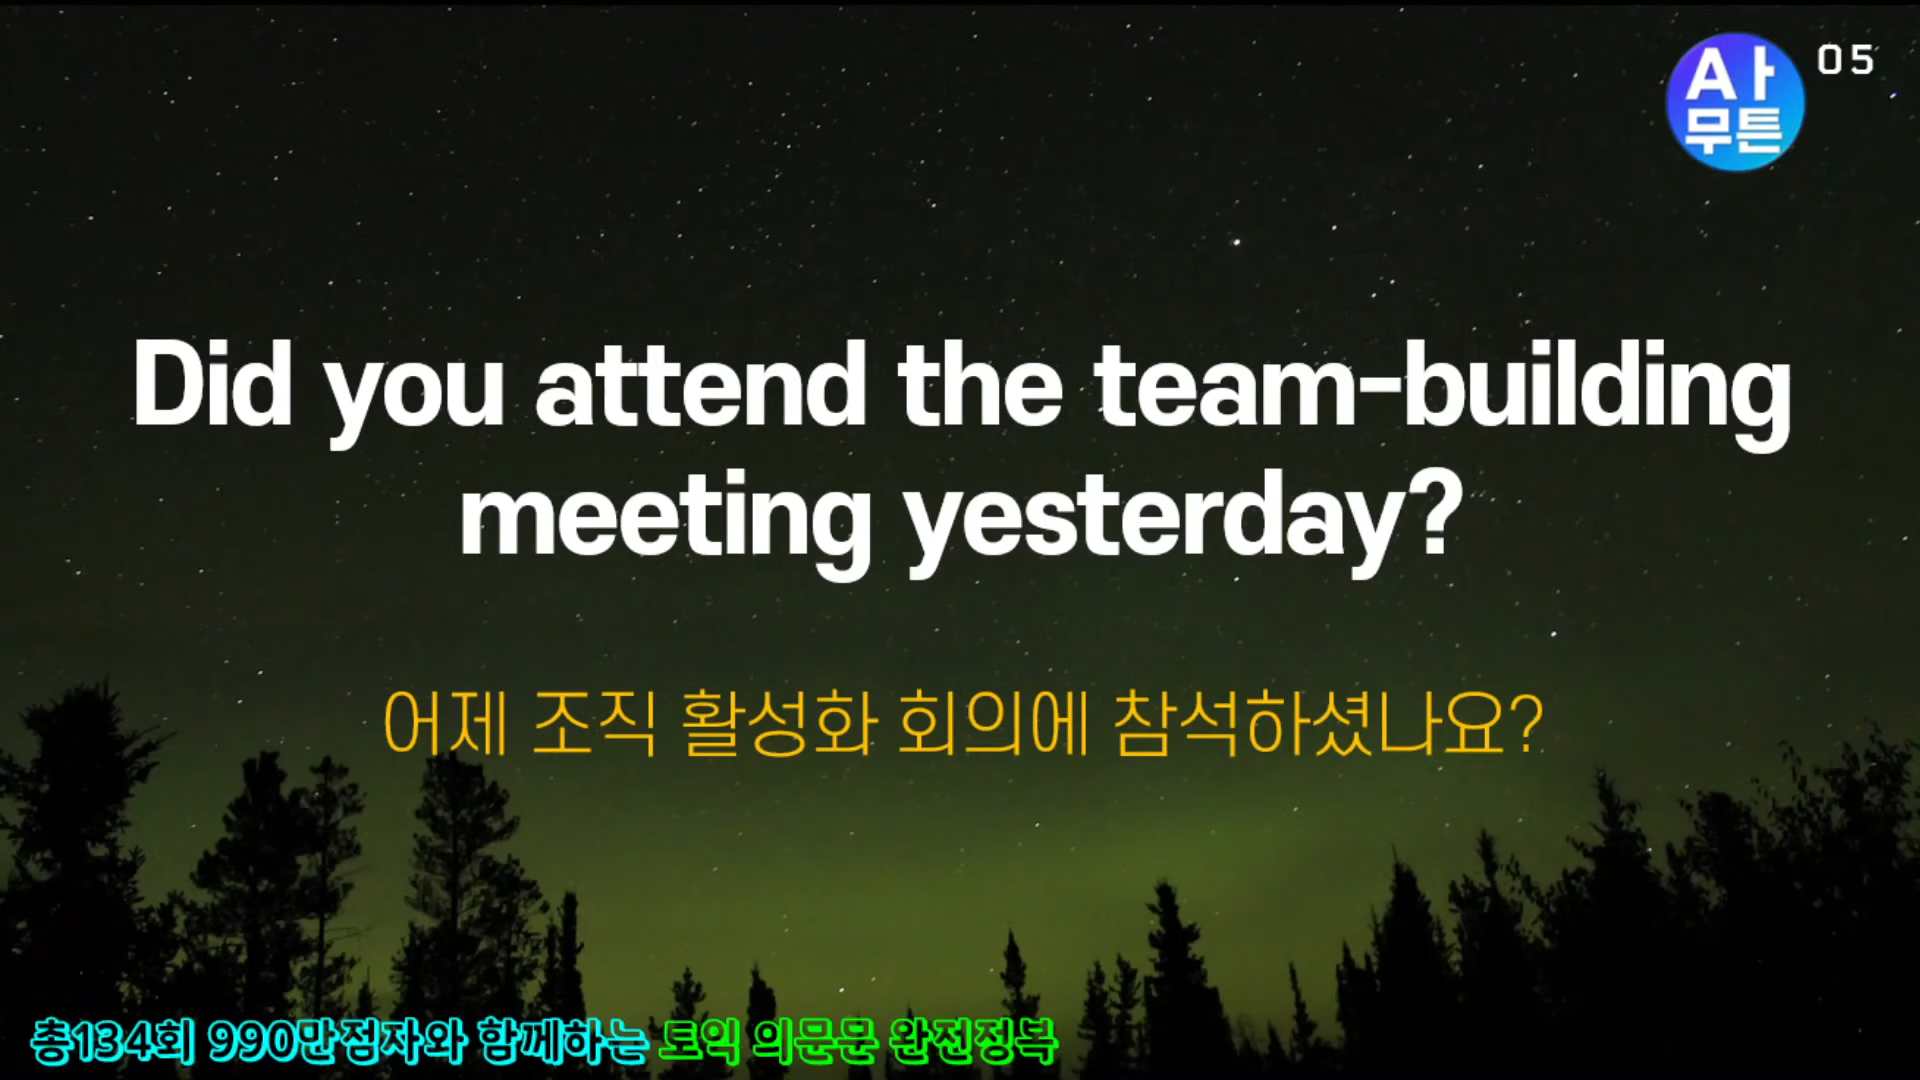 A아
무튼
05
Did you attend the team-building
meeting yesterday?
어제 조직 활성화 회의에 참석하셨나요?
총134회 990만점자와 함께하는 토익 의문문 완전정복